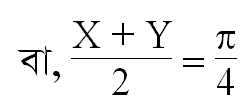 বা, (X + Y)/2 = π/4